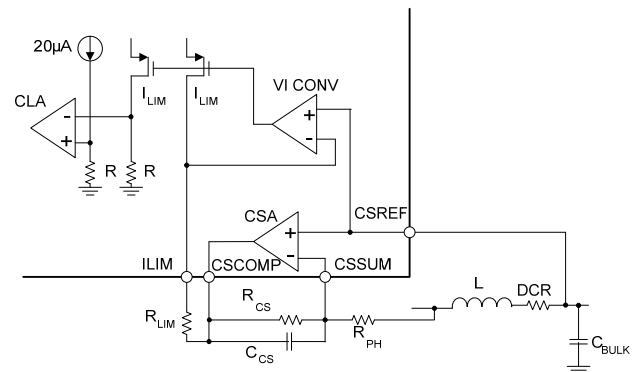 20µA
CLA
-
+
R
R
I LIM
I LIM
VI CONV
+
-
CSA
+
-
CSREF
ILIM
CSCOMP
CSSUM
R LIM
R CS
C CS
R PH
L
DCR
C BULK